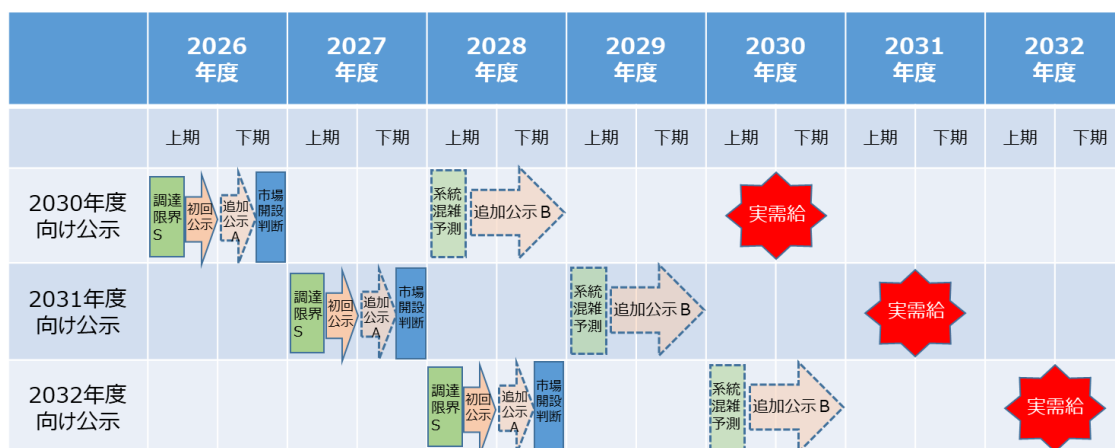 2026
年度
2027
年度
2028
年度
2029
年度
2030
年度
2031
年度
2032
年度
上期
下期
上期
下期
上期
下期
上期
下期
上期
下期
上期
下期
上期
下期
2030年度
向け公示
調達
限界
S
初回
公示
追加
公示
A
市場
開設
判断
系統
混雑
予測
追加公示B
実需給
2031年度
向け公示
調達
限界
S
初回
公示
追加
公示
A
市場
開設
判断
系統
混雑
予測
追加公示B
実需給
2032年度
向け公示
調達
限界
S
初回
公示
追加
公示
A
市場
開設
判断
系統
混雑
予測
追加公示B
実需給